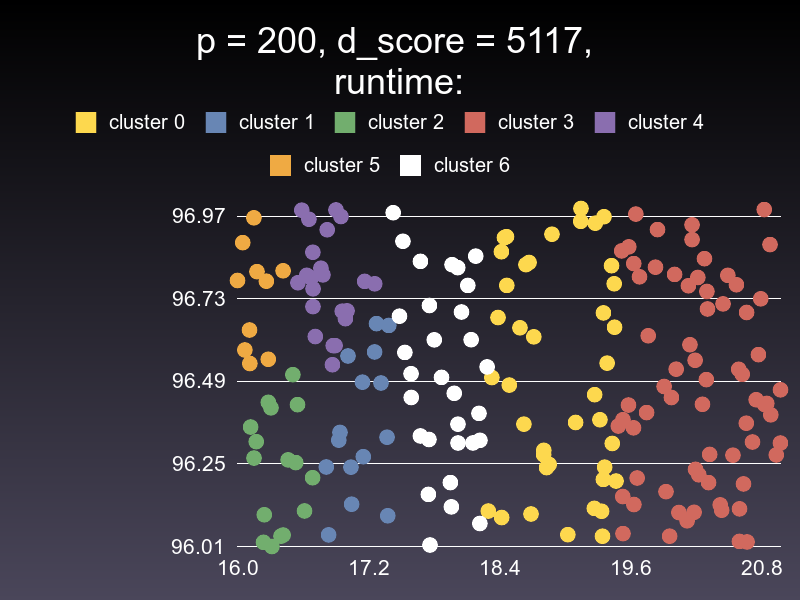 p = 200, d_score = 5117,
runtime:
cluster 0 cluster 1 cluster 2 cluster 3 cluster 4
cluster 5 cluster 6
96.97
96.73
96.49
96.25
96.01
16.0 17.2 18.4 19.6 20.8